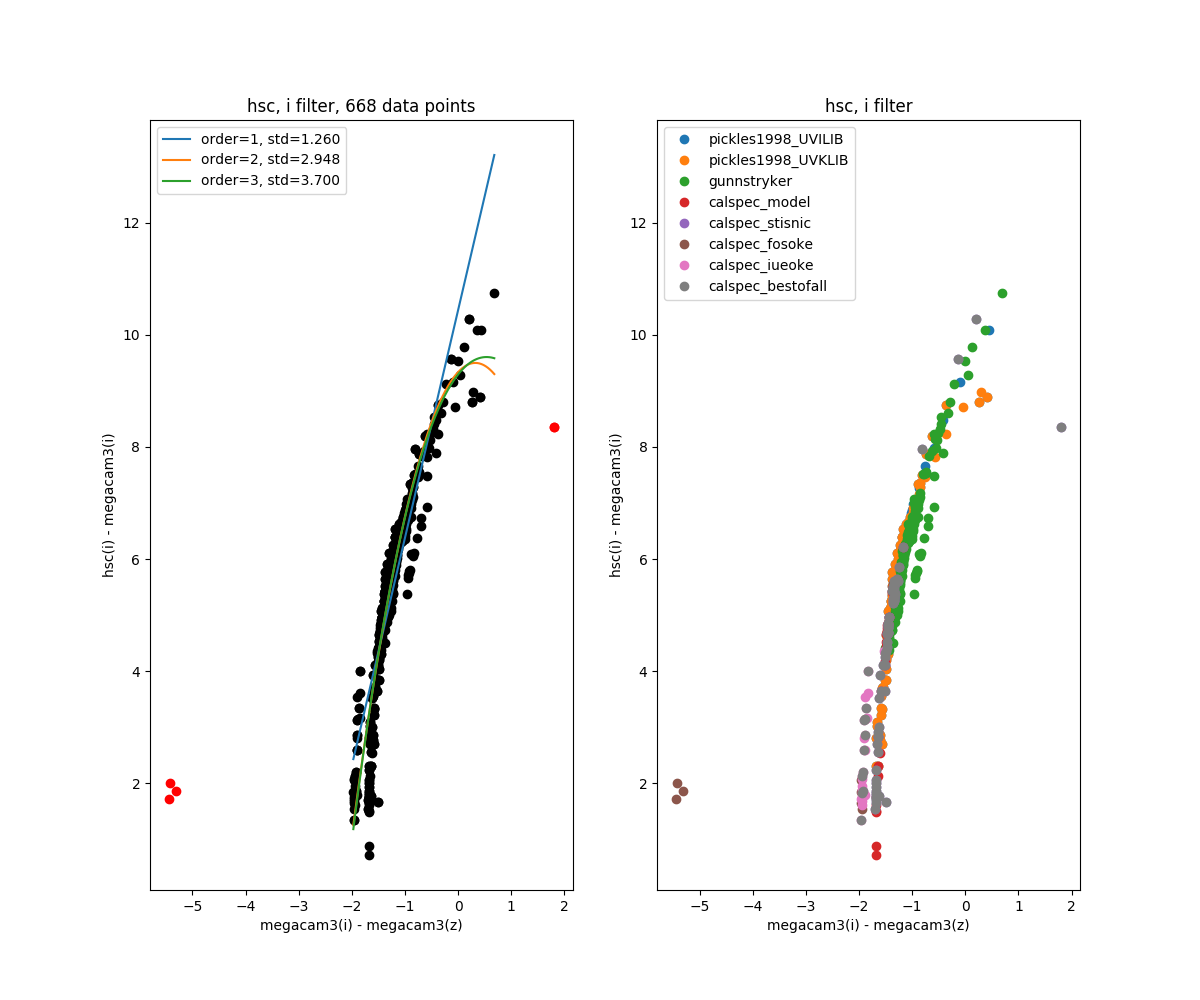 hsc, i filter, 668 data points
order=1, std=1.260
order=2, std=2.948
order=3, std=3.700
12
10
8
6
4
2
hsc(i) - megacam3(i)
−5
−4
−3
−2
−1
0
1
2
megacam3(i) - megacam3(z)
hsc, i filter
pickles1998_UVILIB
pickles1998_UVKLIB
gunnstryker
calspec_model
calspec_stisnic
calspec_fosoke
calspec_iueoke
calspec_bestofall
12
10
8
6
4
2
hsc(i) - megacam3(i)
−5
−4
−3
−2
−1
0
1
2
megacam3(i) - megacam3(z)